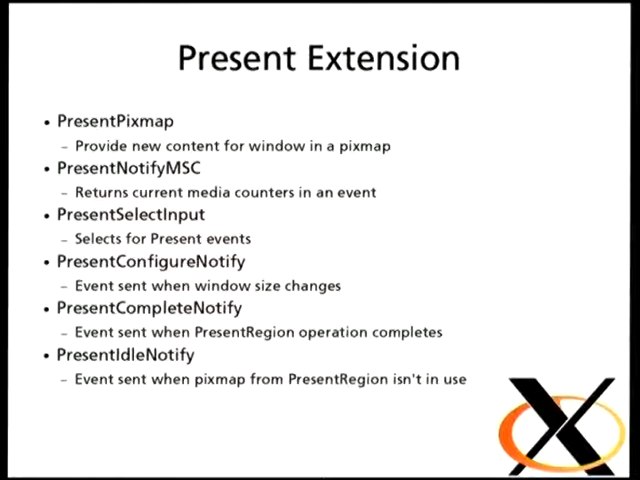 Present Extension
• PresentPixmap
– Provide new content for window in a pixmap
• PresentNotifyMSC
– Returns current media counters in an event
• PresentSelectInput
– Selects for Present events
• PresentConfigureNotify
– Event sent when window size changes
• PresentCompleteNotify
– Event sent when PresentRegion operation completes
• PresentIdleNotify
– Event sent when pixmap from PresentRegion isn't in use